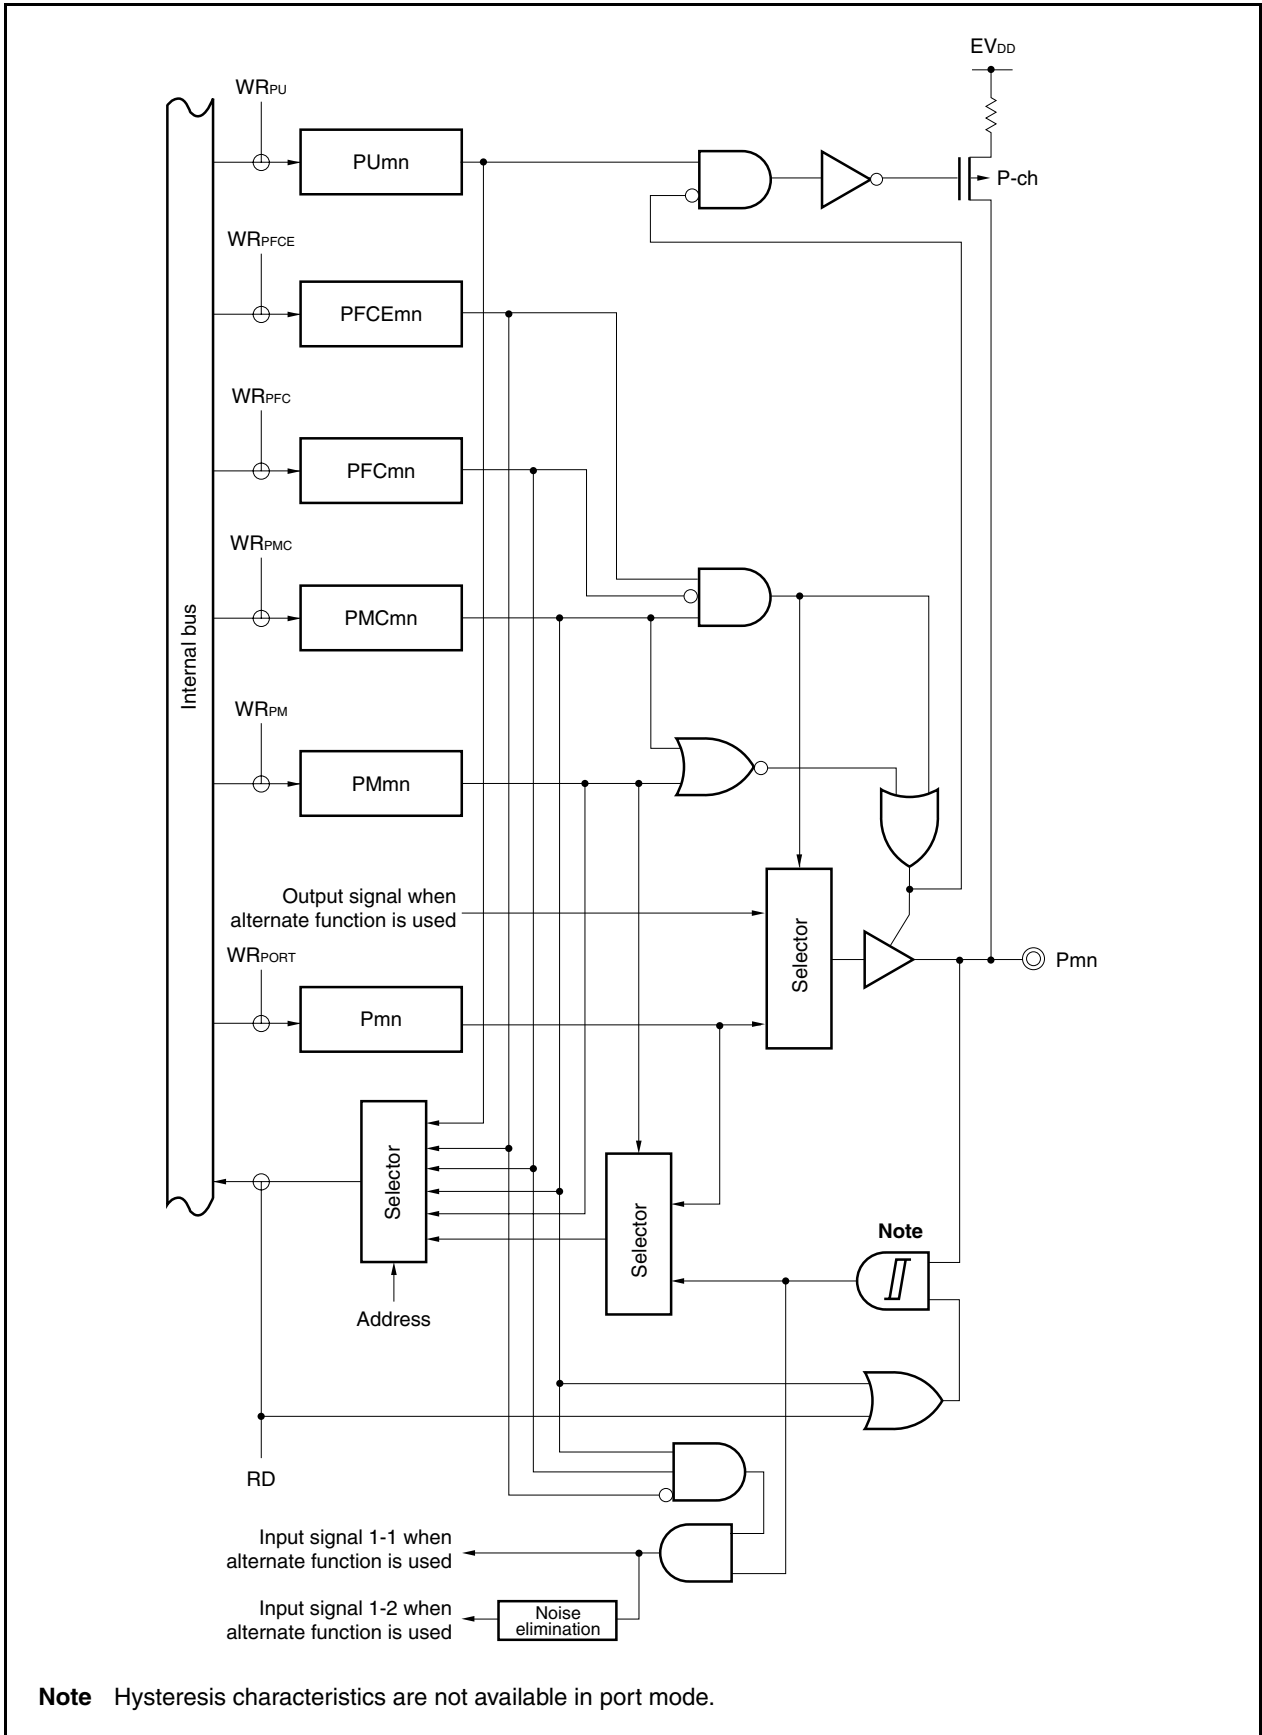 EVDD
WRPU
PUmn
P-ch
WRPFCE
PFCEmn
WRPFC
PFCmn
WRPMC
PMCmn
Internal bus
WRPM
PMmn
Output signal when
alternate function is used
Selector
WRPORT
Pmn
Pmn
Selector
Selector
Note
Address
RD
Input signal 1-1 when
alternate function is used
Input signal 1-2 when
alternate function is used
Noise
elimination
Note Hysteresis characteristics are not available in port mode.